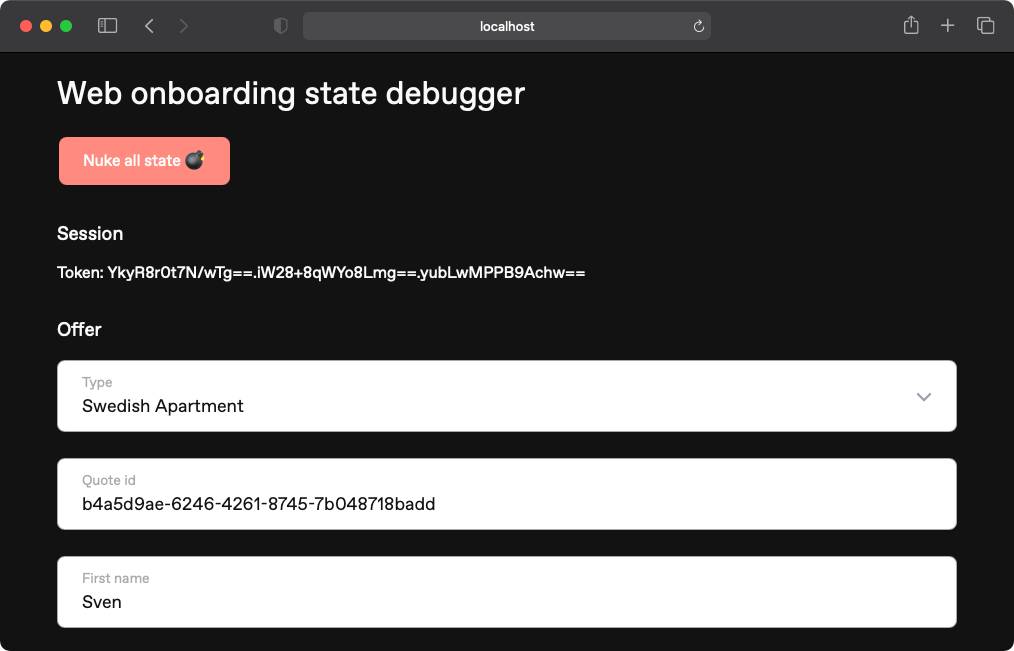 localhost
Web onboarding state debugger
Nuke all state 💣
Session
Token: YkyR8r0t7N/wTg==.iW28+8qWYo8Lmg==.yubLwMPPB9Achw==
Offer
Type
Swedish Apartment
Quote id
b4a5d9ae-6246-4261-8745-7b048718badd
First name
Sven